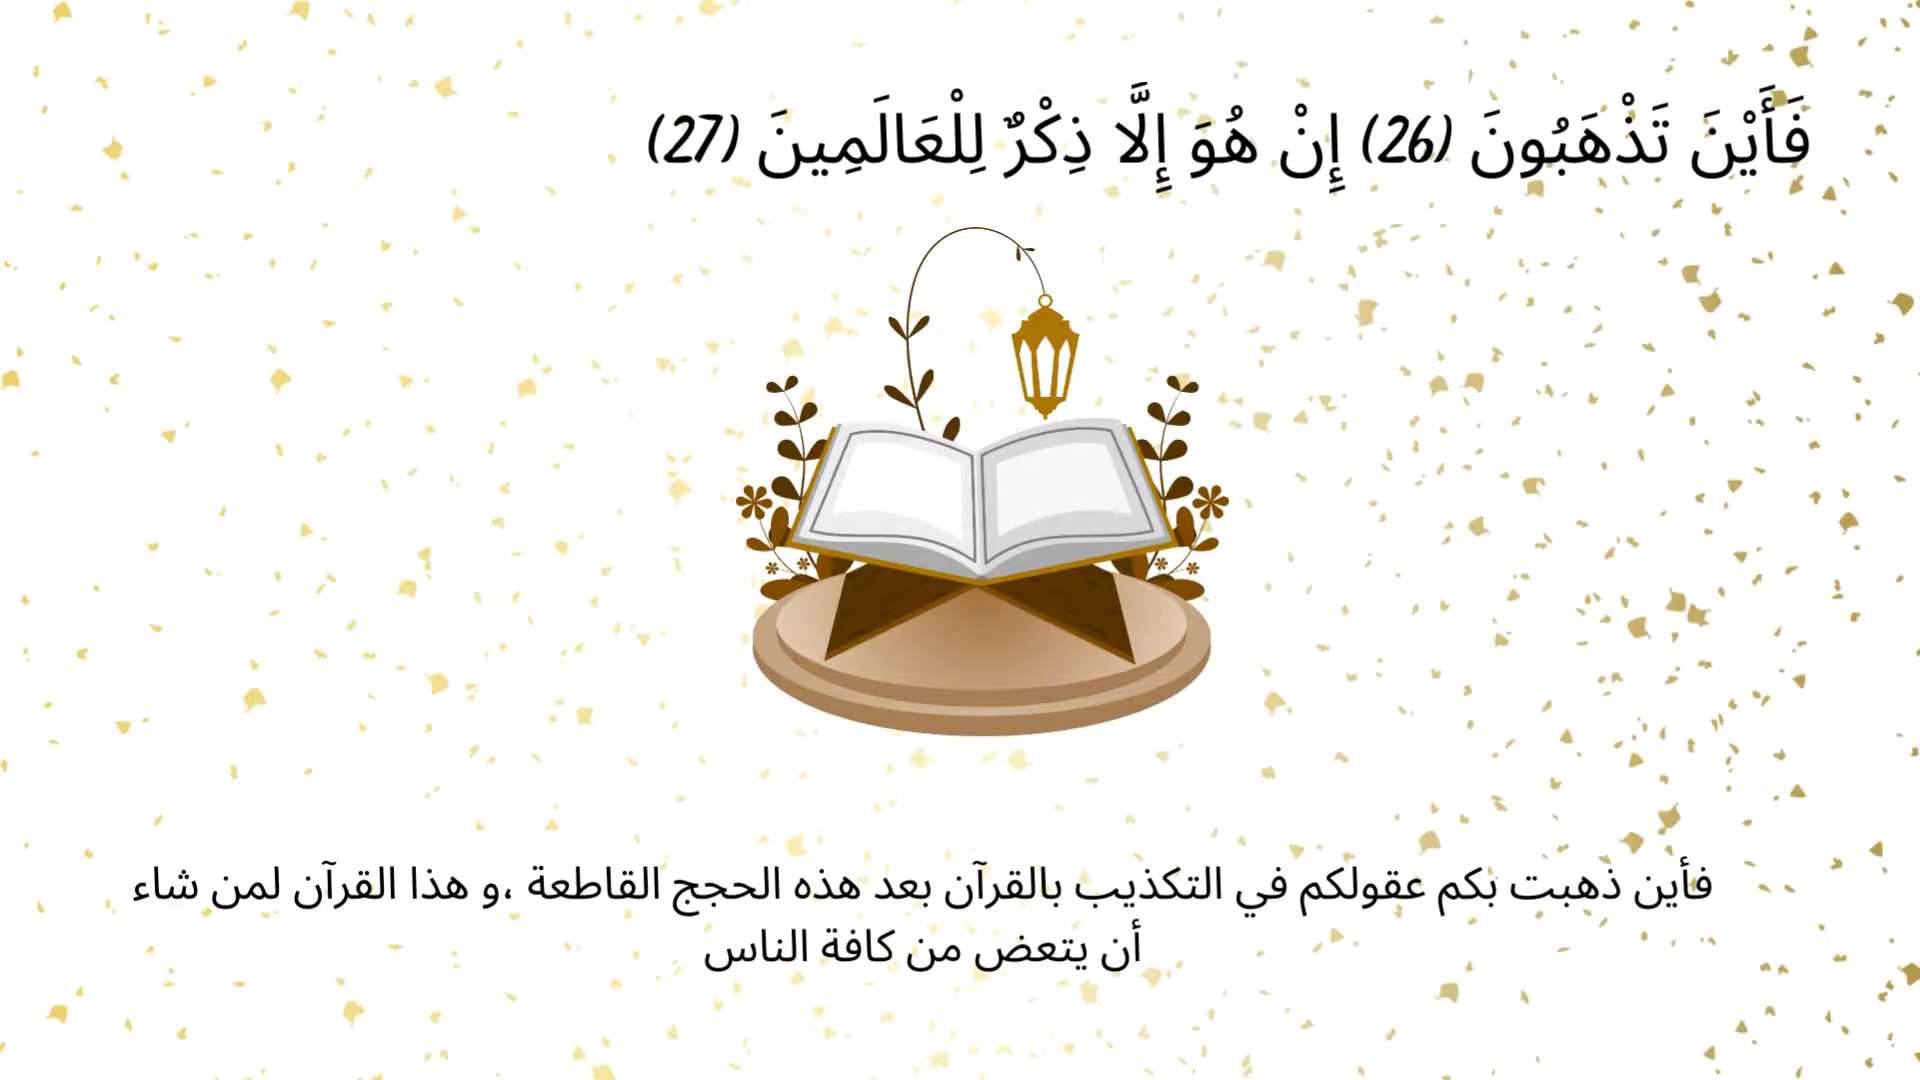 فَأَيْنَ تَذْهَبُونَ (26) إِنْ هُوَ إِلَّا ذِكْرٌ لِلْعَالَمِينَ (27)
فأين ذهبت بكم عقولكم في التكذيب بالقرآن بعد هذه الحجج القاطعة ،و هذا القرآن لمن شاء
أن يتعض من كافة الناس